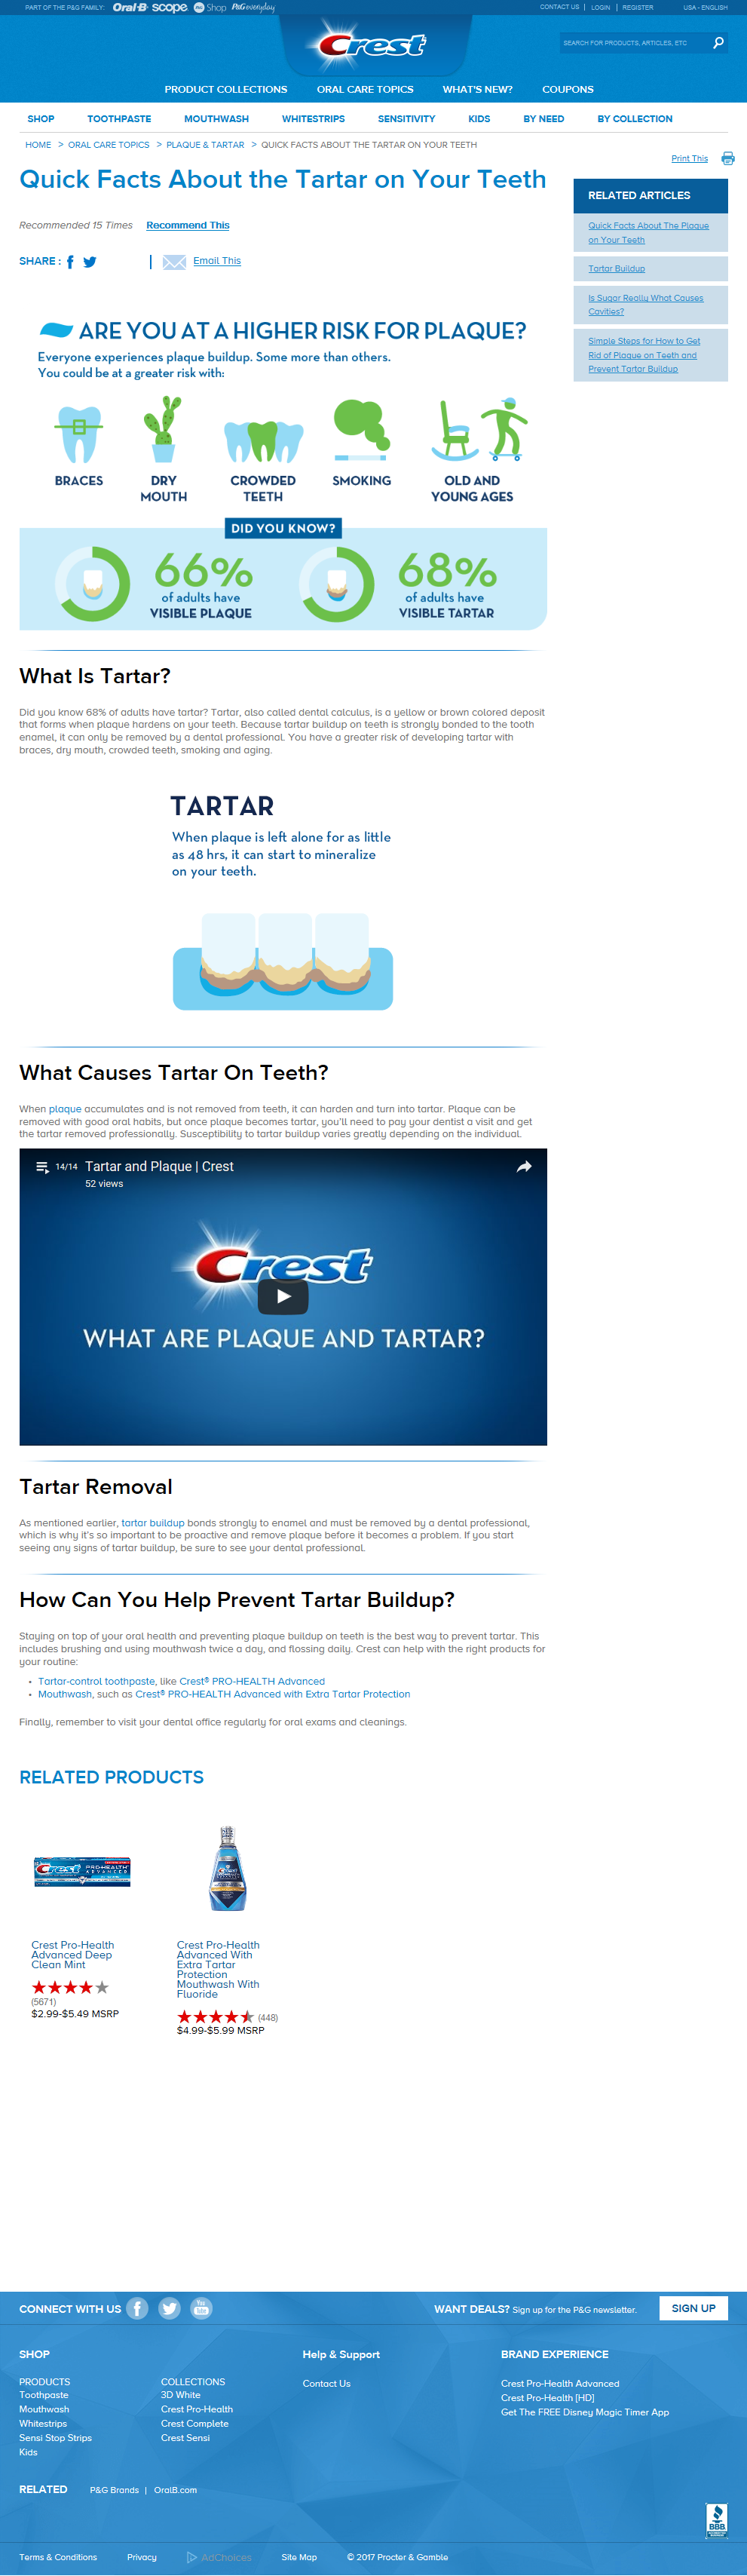 PART OF THE P&G FAMILY: Oral-B scope P&G Shop P&G everyday
CONTACT US | LOGIN | REGISTER USA - ENGLISH
Crest
SEARCH FOR PRODUCTS, ARTICLES, ETC
PRODUCT COLLECTIONS ORAL CARE TOPICS WHAT'S NEW? COUPONS
SHOP TOOTHPASTE MOUTHWASH WHITESTRIPS SENSITIVITY KIDS BY NEED BY COLLECTION
HOME > ORAL CARE TOPICS > PLAQUE & TARTAR > QUICK FACTS ABOUT THE TARTAR ON YOUR TEETH
Print This
Quick Facts About the Tartar on Your Teeth
Recommended 15 Times Recommend This
SHARE : | Email This
RELATED ARTICLES
Quick Facts About The Plaque
on Your Teeth
Tartar Buildup
Is Sugar Really What Causes
Cavities?
Simple Steps for How to Get
Rid of Plaque on Teeth and
Prevent Tartar Buildup
ARE YOU AT A HIGHER RISK FOR PLAQUE?
Everyone experiences plaque buildup. Some more than others.
You could be at a greater risk with:
BRACES DRY CROWDED SMOKING OLD AND
MOUTH TEETH YOUNG AGES
DID YOU KNOW?
66% 68%
of adults have of adults have
VISIBLE PLAQUE VISIBLE TARTAR
What Is Tartar?
Did you know 68% of adults have tartar? Tartar, also called dental calculus, is a yellow or brown colored deposit
that forms when plaque hardens on your teeth. Because tartar buildup on teeth is strongly bonded to the tooth
enamel, it can only be removed by a dental professional. You have a greater risk of developing tartar with
braces, dry mouth, crowded teeth, smoking and aging.
TARTAR
When plaque is left alone for as little
as 48 hrs, it can start to mineralize
on your teeth.
What Causes Tartar On Teeth?
When plaque accumulates and is not removed from teeth, it can harden and turn into tartar. Plaque can be
removed with good oral habits, but once plaque becomes tartar, you'll need to pay your dentist a visit and get
the tartar removed professionally. Susceptibility to tartar buildup varies greatly depending on the individual.
14/14 Tartar and Plaque | Crest
52 views
Crest
WHAT ARE PLAQUE AND TARTAR?
Tartar Removal
As mentioned earlier, tartar buildup bonds strongly to enamel and must be removed by a dental professional,
which is why it's so important to be proactive and remove plaque before it becomes a problem. If you start
seeing any signs of tartar buildup, be sure to see your dental professional.
How Can You Help Prevent Tartar Buildup?
Staying on top of your oral health and preventing plaque buildup on teeth is the best way to prevent tartar. This
includes brushing and using mouthwash twice a day, and flossing daily. Crest can help with the right products for
your routine:
• Tartar-control toothpaste, like Crest® PRO-HEALTH Advanced
• Mouthwash, such as Crest® PRO-HEALTH Advanced with Extra Tartar Protection
Finally, remember to visit your dental office regularly for oral exams and cleanings.
RELATED PRODUCTS
Crest PRO-HEALTH ADVANCED
Crest
Crest Pro-Health
Advanced Deep
Clean Mint
(5671)
$2.99-$5.49 MSRP
Crest Pro-Health
Advanced With
Extra Tartar
Protection
Mouthwash With
Fluoride
(448)
$4.99-$5.99 MSRP
CONNECT WITH US You Tube WANT DEALS? Sign up for the P&G newsletter. SIGN UP
SHOP Help & Support BRAND EXPERIENCE
PRODUCTS
Toothpaste
Mouthwash
Whitestrips
Sensi Stop Strips
Kids
COLLECTIONS
3D White
Crest Pro-Health
Crest Complete
Crest Sensi
Contact Us
Crest Pro-Health Advanced
Crest Pro-Health [HD]
Get The FREE Disney Magic Timer App
RELATED P&G Brands | OralB.com
BBB
Terms & Conditions Privacy AdChoices Site Map © 2017 Procter & Gamble